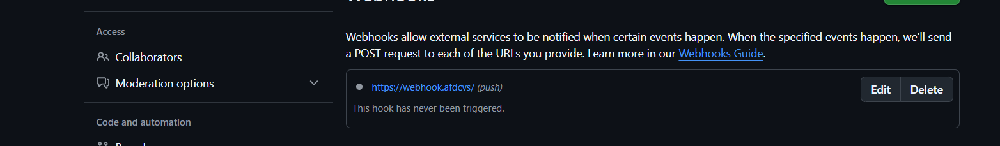 Webhooks
Access
Webhooks allow external services to be notified when certain events happen. When the specified events happen, we'll send
a POST request to each of the URLs you provide. Learn more in our Webhooks Guide.
Collaborators
Moderation options
https://webhook.afdcvs/ (push)
Edit
Delete
This hook has never been triggered.
Code and automation